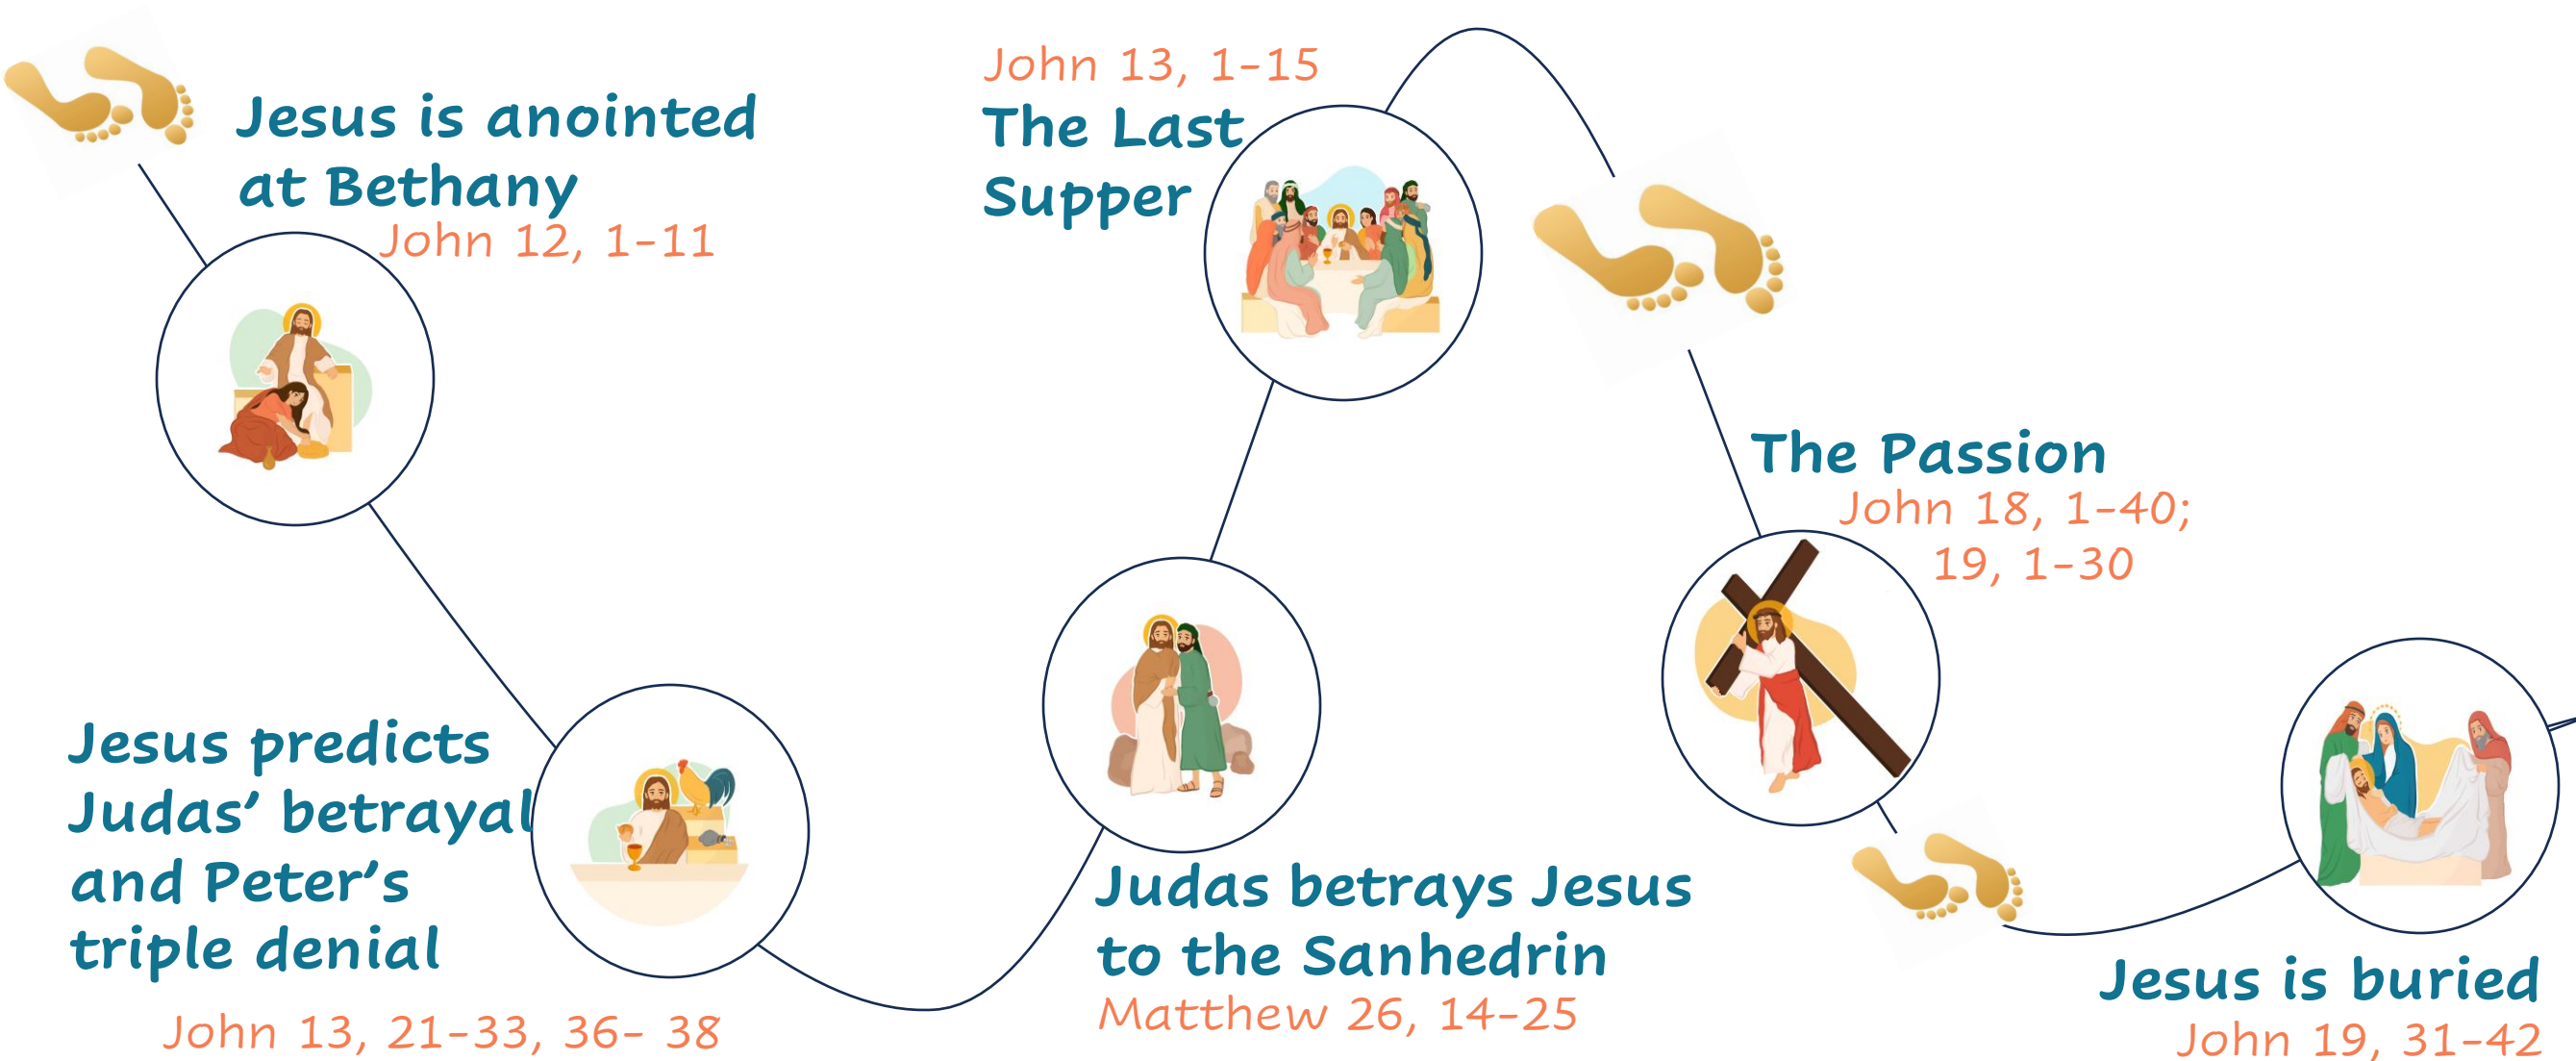 Jesus is anointed
at Bethany
John 12, 1-11
Jesus predicts
Judas' betrayal
and Peter's
triple denial
John 13, 21-33, 36- 38
Judas betrays Jesus
to the Sanhedrin
Matthew 26, 14-25
John 13, 1-15
The Last
Supper
The Passion
John 18, 1-40;
19, 1-30
Jesus is buried
John 19, 31-42